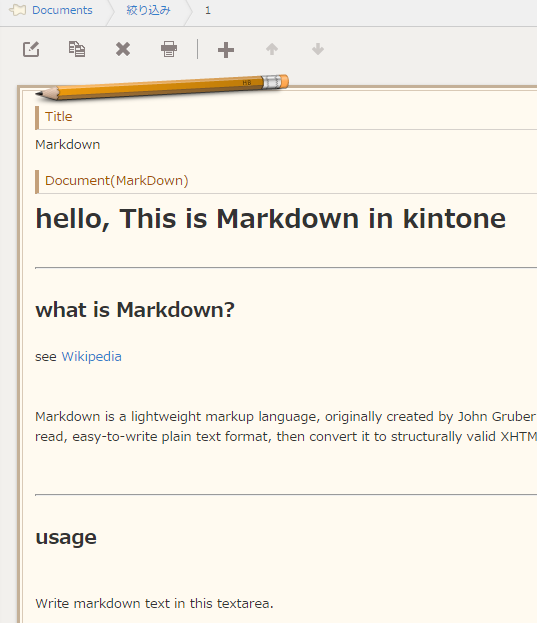 Documents 絞り込み 1
HB
Title
Markdown
Document(MarkDown)
hello, This is Markdown in kintone
what is Markdown?
see Wikipedia
Markdown is a lightweight markup language, originally created by John Gruber
read, easy-to-write plain text format, then convert it to structurally valid XHTM
usage
Write markdown text in this textarea.